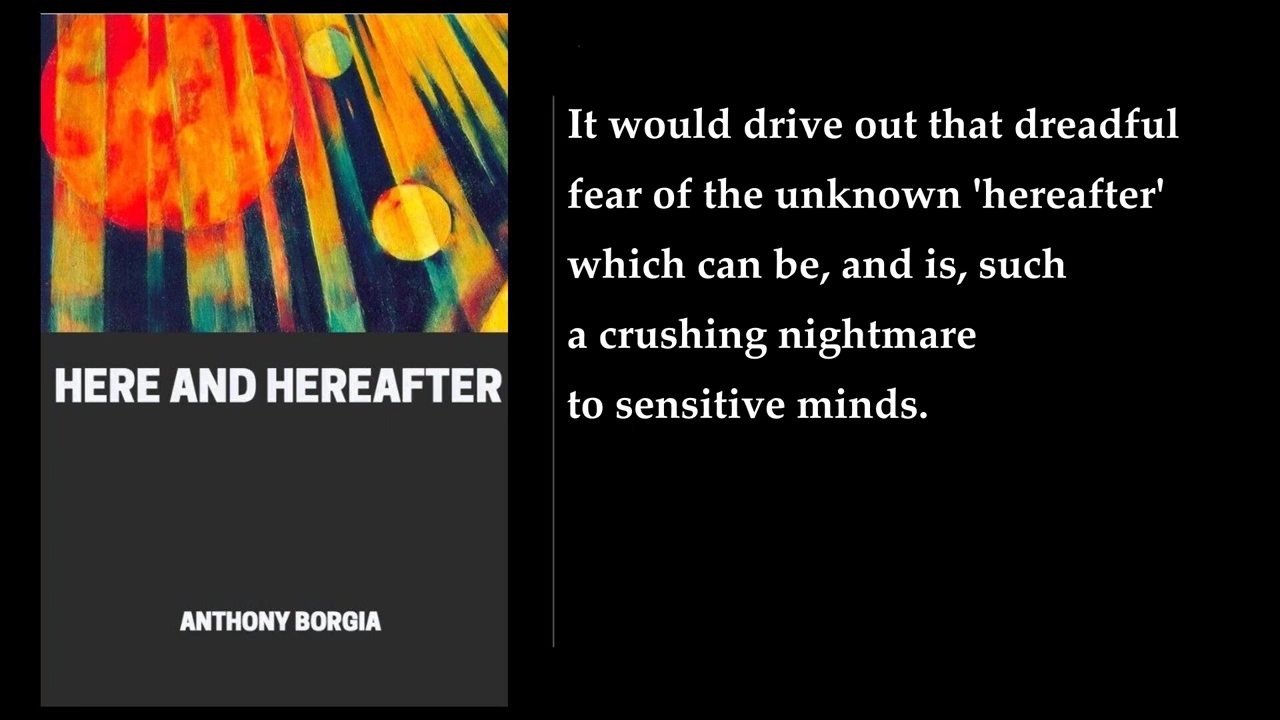 HERE AND HEREAFTER
ANTHONY BORGIA
It would drive out that dreadful
fear of the unknown 'hereafter'
which can be, and is, such
a crushing nightmare
to sensitive minds.